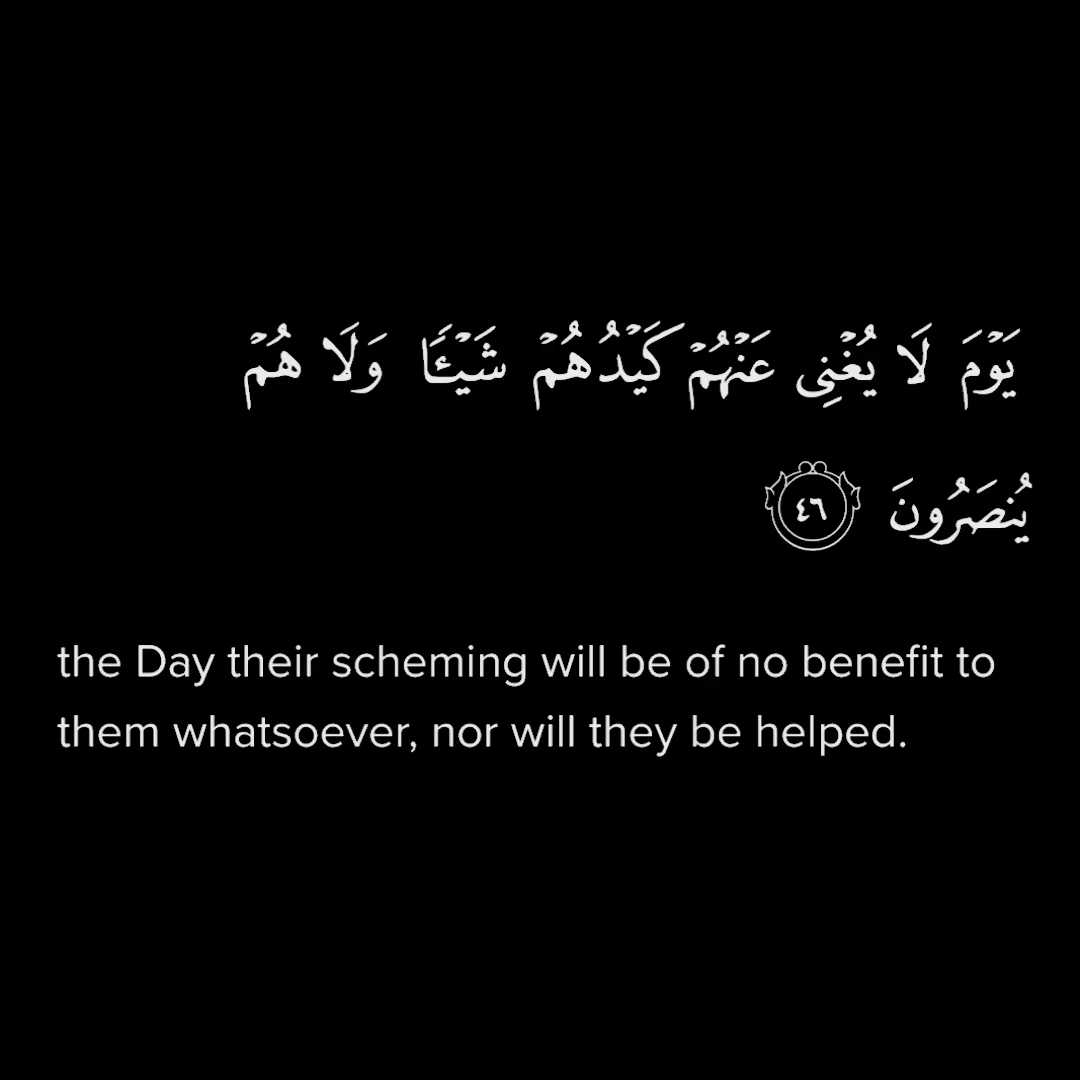 يَوْمَ لَا يُغْنِى عَنْهُمْ كَيْدُهُمْ شَيْـًٔا وَلَا هُمْ
يُنصَرُونَ ٤٦
the Day their scheming will be of no benefit to
them whatsoever, nor will they be helped.